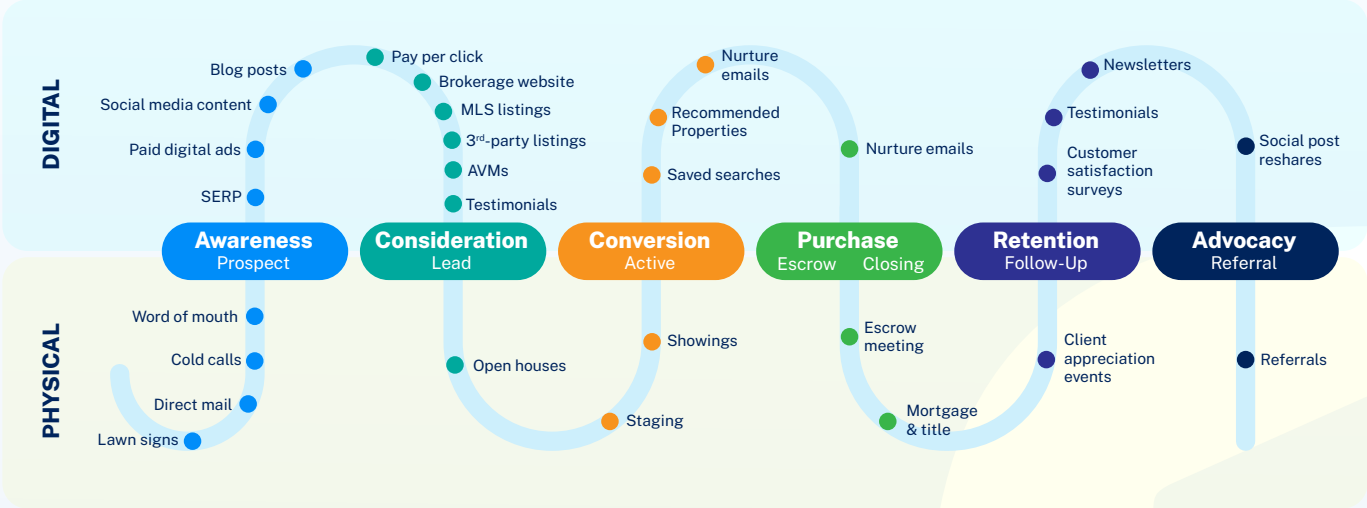 DIGITAL
Blog posts
Social media content
Paid digital ads
SERP
Pay per click
Brokerage website
MLS listings
3rd-party listings
AVMs
Testimonials
Nurture
emails
Recommended
Properties
Saved searches
Nurture emails
Newsletters
Testimonials
Customer
satisfaction
surveys
Social post
reshares
Awareness
Prospect
Consideration
Lead
Conversion
Active
Purchase
Escrow Closing
Retention
Follow-Up
Advocacy
Referral
PHYSICAL
Word of mouth
Cold calls
Direct mail
Lawn signs
Open houses
Showings
Staging
Escrow
meeting
Mortgage
& title
Client
appreciation
events
Referrals